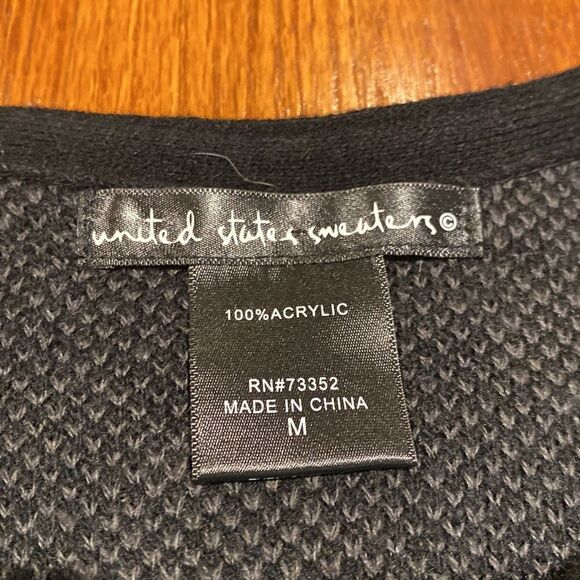 united states sweaters©
100%ACRYLIC
RN#73352
MADE IN CHINA
M